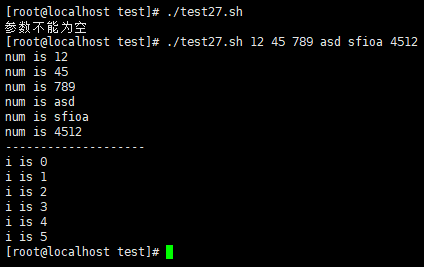 [root@localhost test]# ./test27.sh
参数不能为空
[root@localhost test]# ./test27.sh 12 45 789 asd sfioa 4512
num is 12
num is 45
num is 789
num is asd
num is sfioa
num is 4512
--------------------
i is 0
i is 1
i is 2
i is 3
i is 4
i is 5
[root@localhost test]#